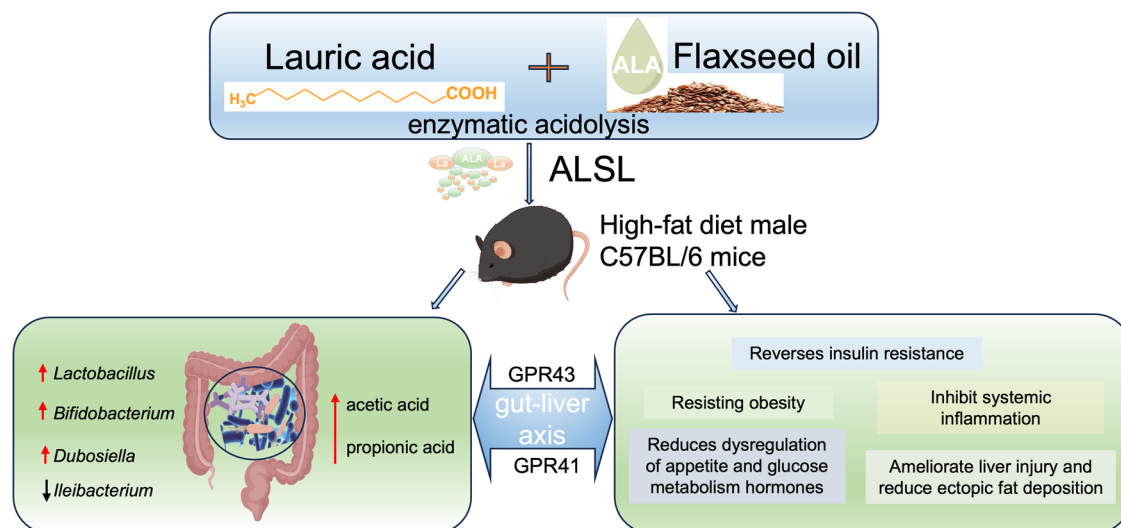 Lauric acid
H₃C
COOH
ALA
Flaxseed oil
enzymatic acidolysis
La
ALA
La
ALSL
High-fat diet male
C57BL/6 mice
Lactobacillus
Bifidobacterium
Dubosiella
Ileibacterium
acetic acid
propionic acid
GPR43
gut-liver
axis
GPR41
Reverses insulin resistance
Resisting obesity
Inhibit systemic
inflammation
Reduces dysregulation
of appetite and glucose
metabolism hormones
Ameliorate liver injury and
reduce ectopic fat deposition